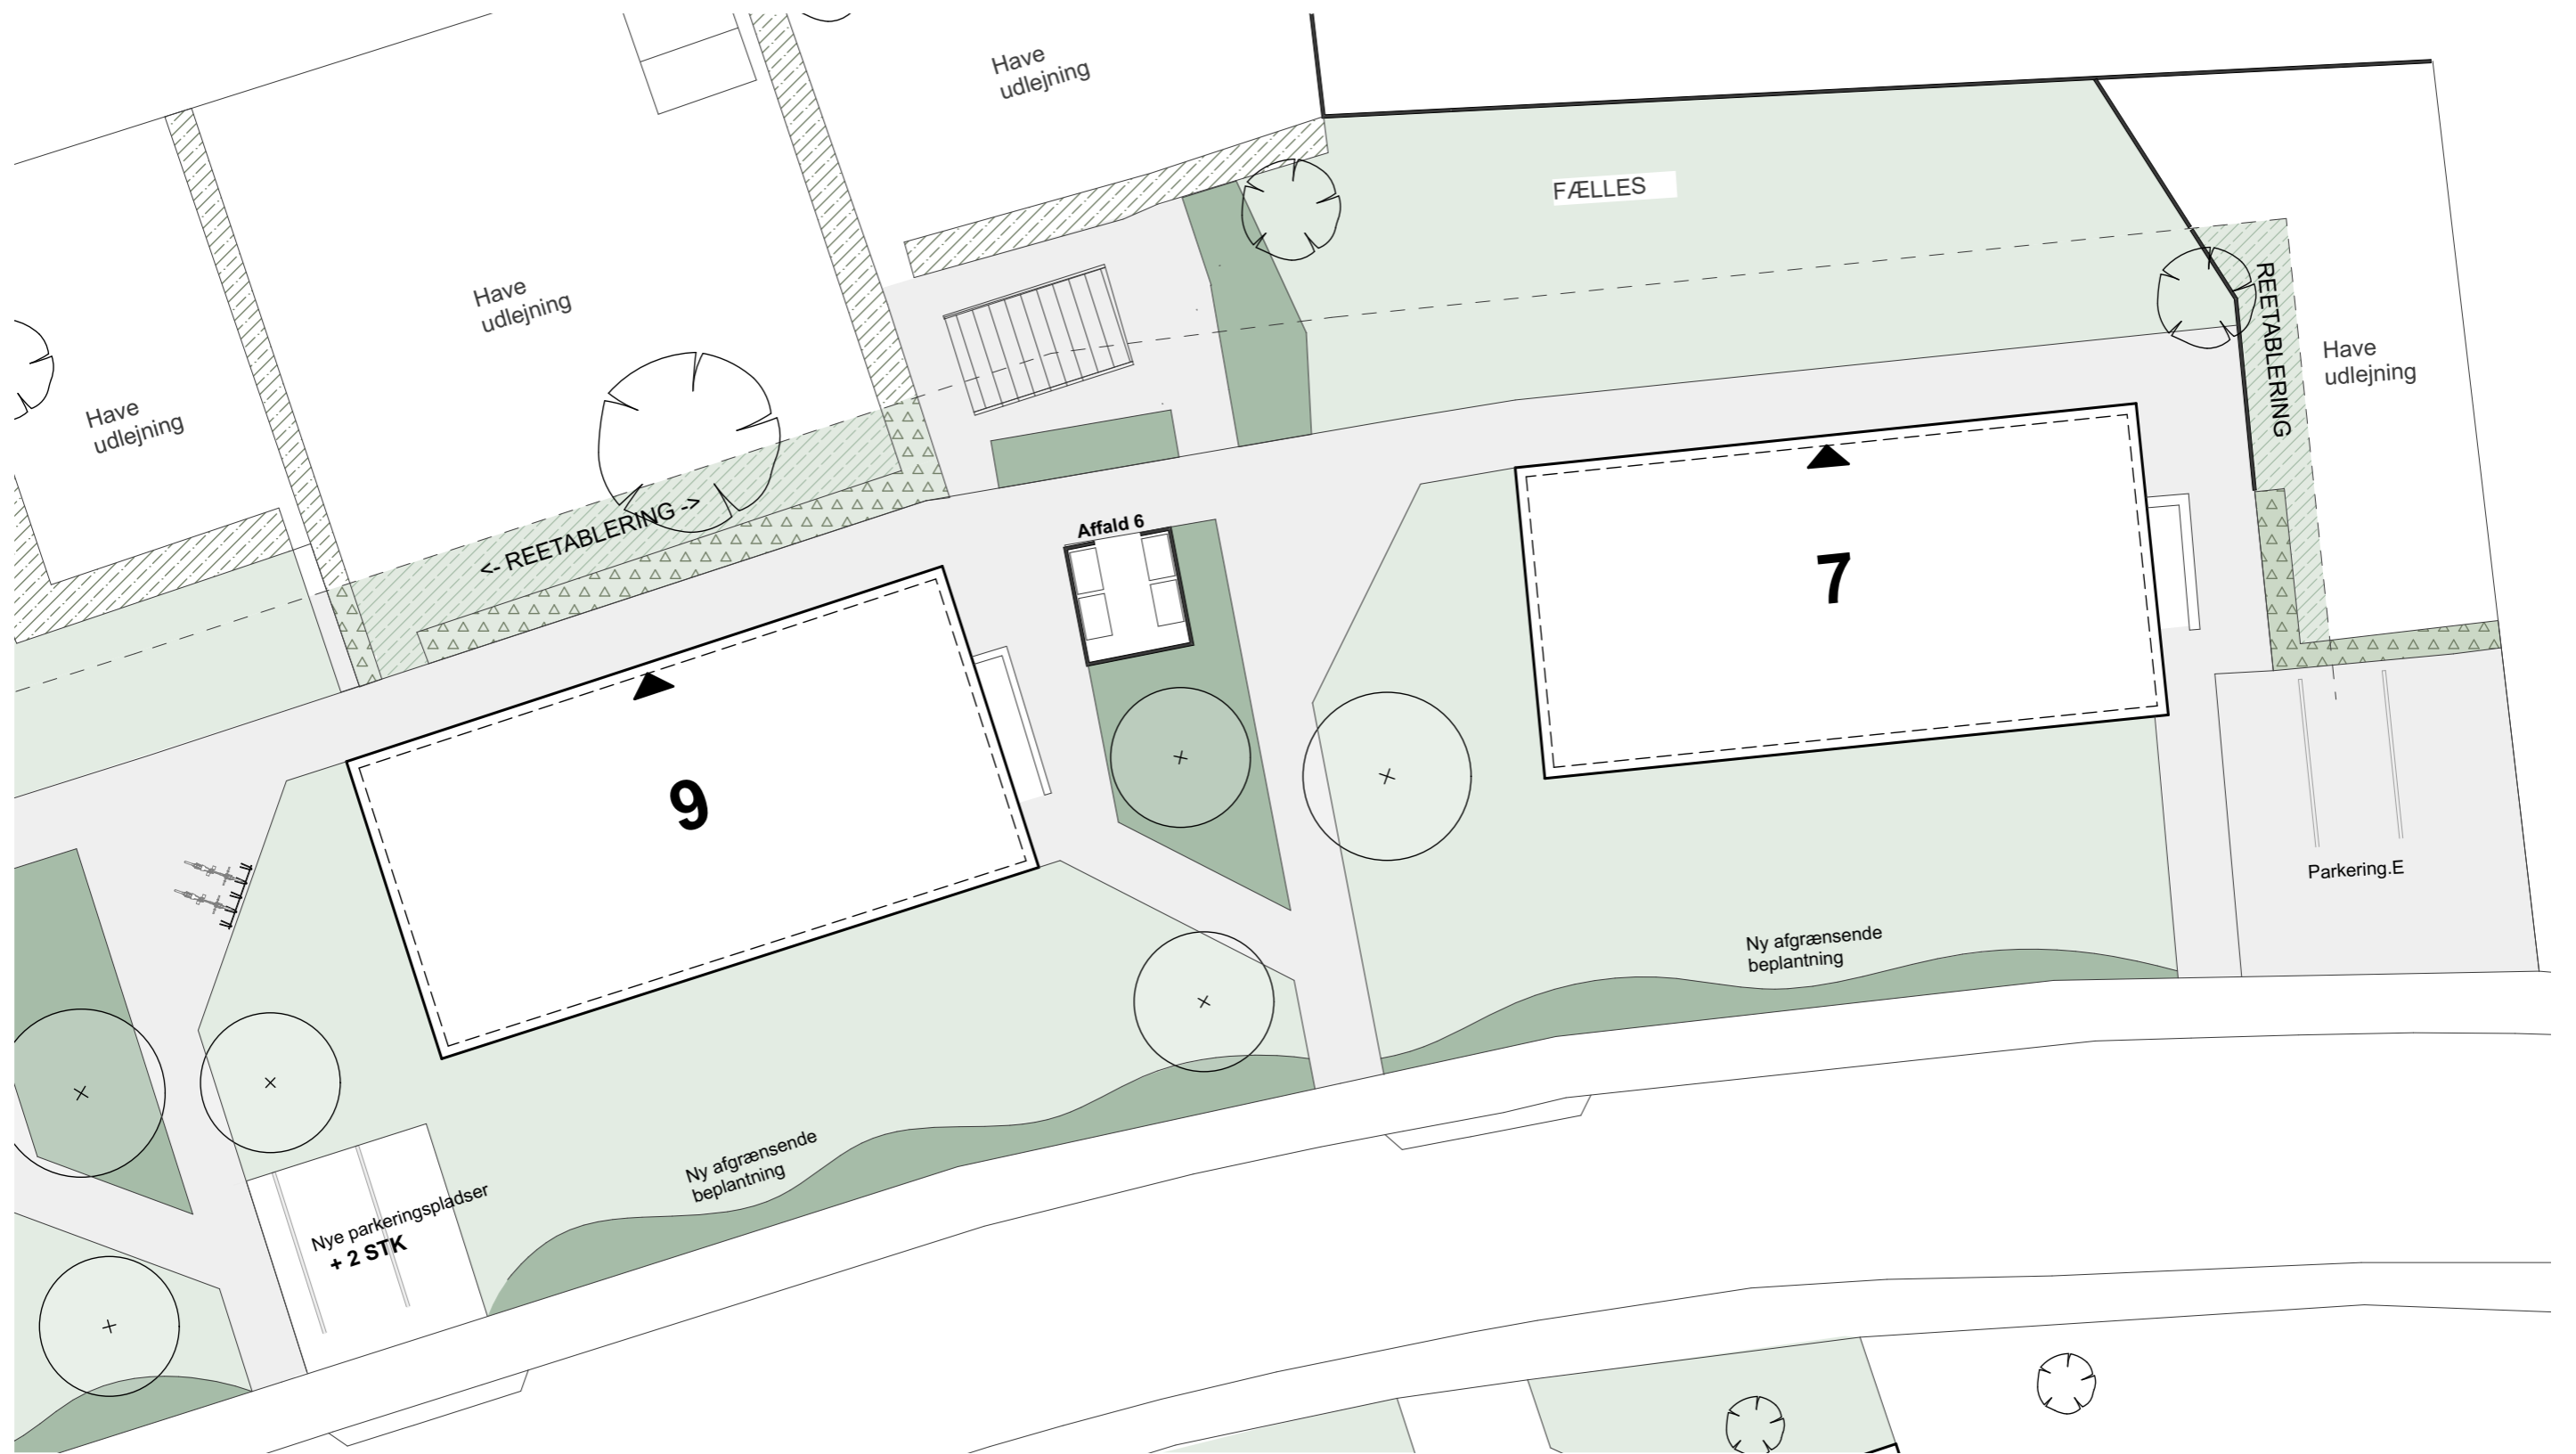 Have
udlejning
FÆLLES
Have
udlejning
REETABLERING
Have
udlejning
Have
udlejning
<- REETABLERING ->
Affald 6
7
9
Parkering.E
Ny afgrænsende
beplantning
Ny afgrænsende
beplantning
Nye parkeringspladser
+ 2 STK